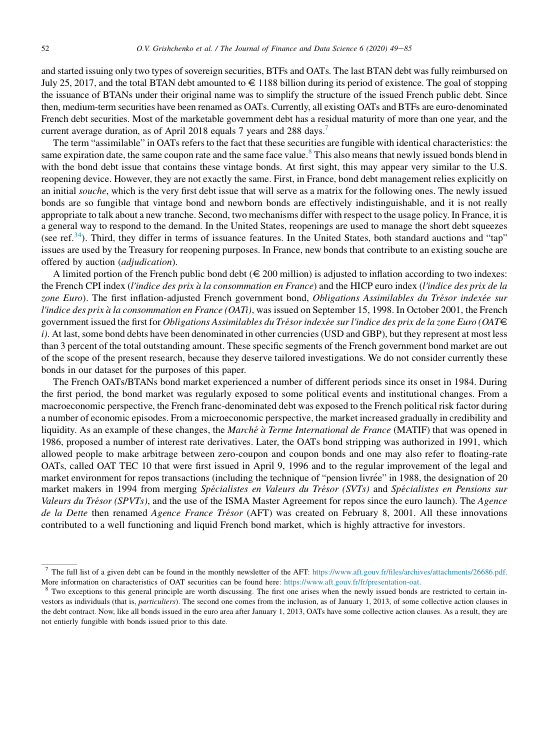 52
O.V. Grishchenko et al. / The Journal of Finance and Data Science 6 (2020) 49–85
and started issuing only two types of sovereign securities, BTFs and OATs. The last BTAN debt was fully reimbursed on
July 25, 2017, and the total BTAN debt amounted to € 1188 billion during its period of existence. The goal of stopping
the issuance of BTANs under their original name was to simplify the structure of the issued French public debt. Since
then, medium-term securities have been renamed as OATs. Currently, all existing OATs and BTFs are euro-denominated
French debt securities. Most of the marketable government debt has a residual maturity of more than one year, and the
current average duration, as of April 2018 equals 7 years and 288 days.7
The term “assimilable” in OATs refers to the fact that these securities are fungible with identical characteristics: the
same expiration date, the same coupon rate and the same face value.8 This also means that newly issued bonds blend in
with the bond debt issue that contains these vintage bonds. At first sight, this may appear very similar to the U.S.
reopening device. However, they are not exactly the same. First, in France, bond debt management relies explicitly on
an initial souche, which is the very first debt issue that will serve as a matrix for the following ones. The newly issued
bonds are so fungible that vintage bond and newborn bonds are effectively indistinguishable, and it is not really
appropriate to talk about a new tranche. Second, two mechanisms differ with respect to the usage policy. In France, it is
a general way to respond to the demand. In the United States, reopenings are used to manage the short debt squeezes
(see ref.14). Third, they differ in terms of issuance features. In the United States, both standard auctions and “tap”
issues are used by the Treasury for reopening purposes. In France, new bonds that contribute to an existing souche are
offered by auction (adjudication).
A limited portion of the French public bond debt (€ 200 million) is adjusted to inflation according to two indexes:
the French CPI index (l'indice des prix à la consommation en France) and the HICP euro index (l'indice des prix de la
zone Euro). The first inflation-adjusted French government bond, Obligations Assimilables du Trésor indexée sur
l'indice des prix à la consommation en France (OATi), was issued on September 15, 1998. In October 2001, the French
government issued the first for Obligations Assimilables du Trésor indexée sur l'indice des prix de la zone Euro (OAT€
i). At last, some bond debts have been denominated in other currencies (USD and GBP), but they represent at most less
than 3 percent of the total outstanding amount. These specific segments of the French government bond market are out
of the scope of the present research, because they deserve tailored investigations. We do not consider currently these
bonds in our dataset for the purposes of this paper.
The French OATs/BTANs bond market experienced a number of different periods since its onset in 1984. During
the first period, the bond market was regularly exposed to some political events and institutional changes. From a
macroeconomic perspective, the French franc-denominated debt was exposed to the French political risk factor during
a number of economic episodes. From a microeconomic perspective, the market increased gradually in credibility and
liquidity. As an example of these changes, the Marché à Terme International de France (MATIF) that was opened in
1986, proposed a number of interest rate derivatives. Later, the OATs bond stripping was authorized in 1991, which
allowed people to make arbitrage between zero-coupon and coupon bonds and one may also refer to floating-rate
OATs, called OAT TEC 10 that were first issued in April 9, 1996 and to the regular improvement of the legal and
market environment for repos transactions (including the technique of “pension livrée” in 1988, the designation of 20
market makers in 1994 from merging Spécialistes en Valeurs du Trésor (SVTs) and Spécialistes en Pensions sur
Valeurs du Trésor (SPVTs), and the use of the ISMA Master Agreement for repos since the euro launch). The Agence
de la Dette then renamed Agence France Trésor (AFT) was created on February 8, 2001. All these innovations
contributed to a well functioning and liquid French bond market, which is highly attractive for investors.
7 The full list of a given debt can be found in the monthly newsletter of the AFT: https://www.aft.gouv.fr/files/archives/attachments/26686.pdf.
More information on characteristics of OAT securities can be found here: https://www.aft.gouv.fr/fr/presentation-oat.
8 Two exceptions to this general principle are worth discussing. The first one arises when the newly issued bonds are restricted to certain in-
vestors as individuals (that is, particuliers). The second one comes from the inclusion, as of January 1, 2013, of some collective action clauses in
the debt contract. Now, like all bonds issued in the euro area after January 1, 2013, OATs have some collective action clauses. As a result, they are
not entierly fungible with bonds issued prior to this date.